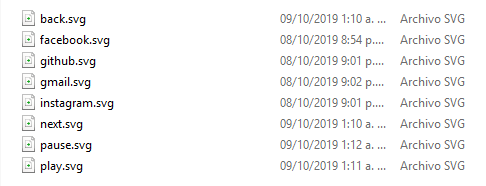 back.svg 09/10/2019 1:10 a. ... Archivo SVG
facebook.svg 08/10/2019 8:54 p.... Archivo SVG
github.svg 08/10/2019 9:01 p.... Archivo SVG
gmail.svg 08/10/2019 9:02 p.... Archivo SVG
instagram.svg 08/10/2019 9:01 p.... Archivo SVG
next.svg 09/10/2019 1:10 a. ... Archivo SVG
pause.svg 09/10/2019 1:12 a. ... Archivo SVG
play.svg 09/10/2019 1:11 a. ... Archivo SVG